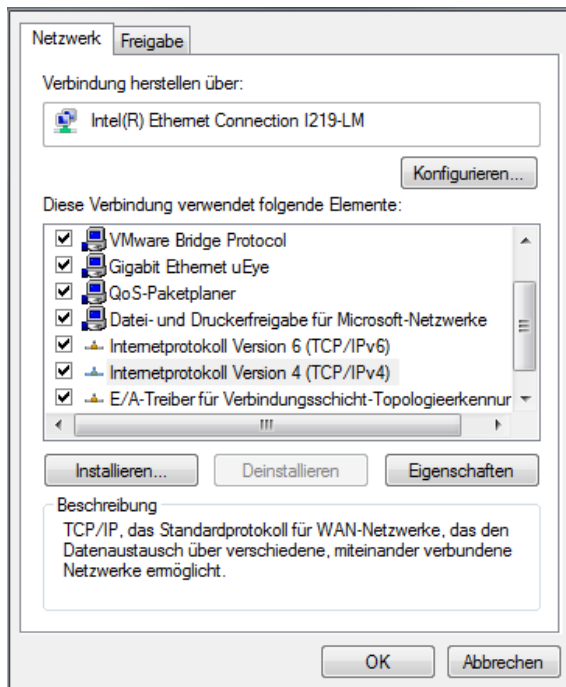 Netzwerk Freigabe
Verbindung herstellen über:
Intel(R) Ethernet Connection I219-LM
Konfigurieren...
Diese Verbindung verwendet folgende Elemente:
VMware Bridge Protocol
Gigabit Ethernet uEye
QoS-Paketplaner
Datei- und Druckerfreigabe für Microsoft-Netzwerke
Internetprotokoll Version 6 (TCP/IPv6)
Internetprotokoll Version 4 (TCP/IPv4)
E/A-Treiber für Verbindungsschicht-Topologieerkennur
Installieren... Deinstallieren Eigenschaften
Beschreibung
TCP/IP, das Standardprotokoll für WAN-Netzwerke, das den
Datenaustausch über verschiedene, miteinander verbundene
Netzwerke ermöglicht.
OK Abbrechen